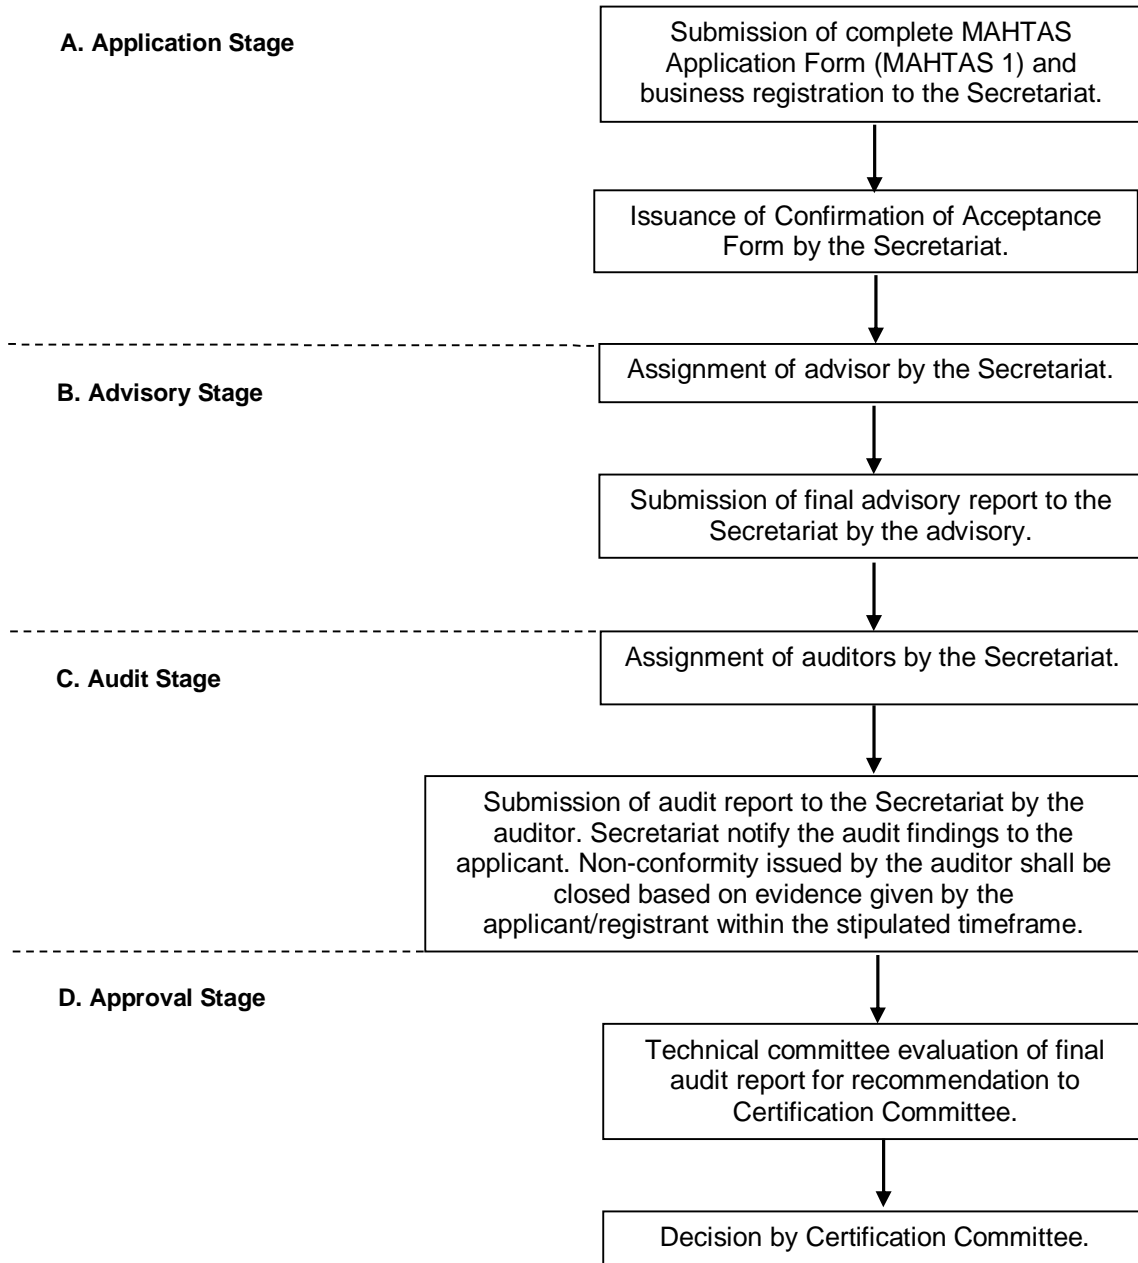 A. Application Stage
Submission of complete MAHTAS
Application Form (MAHTAS 1) and
business registration to the Secretariat.
Issuance of Confirmation of Acceptance
Form by the Secretariat.
B. Advisory Stage
Assignment of advisor by the Secretariat.
Submission of final advisory report to the
Secretariat by the advisory.
C. Audit Stage
Assignment of auditors by the Secretariat.
Submission of audit report to the Secretariat by the
auditor. Secretariat notify the audit findings to the
applicant. Non-conformity issued by the auditor shall be
closed based on evidence given by the
applicant/registrant within the stipulated timeframe.
D. Approval Stage
Technical committee evaluation of final
audit report for recommendation to
Certification Committee.
Decision by Certification Committee.